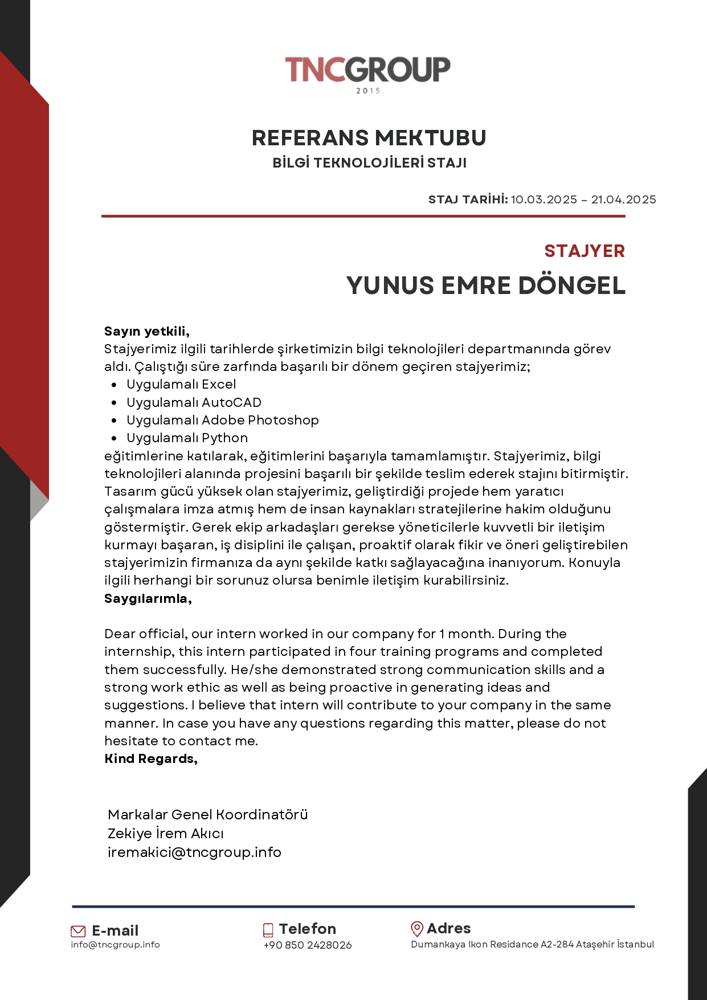 TNCGROUP
2015
REFERANS MEKTUBU
BİLGİ TEKNOLOJİLERİ STAJI
STAJ TARİHİ: 10.03.2025 – 21.04.2025
STAJYER
YUNUS EMRE DÖNGEL
Sayın yetkili,
Stajyerimiz ilgili tarihlerde şirketimizin bilgi teknolojileri departmanında görev
aldı. Çalıştığı süre zarfında başarılı bir dönem geçiren stajyerimiz;
• Uygulamalı Excel
• Uygulamalı AutoCAD
• Uygulamalı Adobe Photoshop
• Uygulamalı Python
eğitimlerine katılarak, eğitimlerini başarıyla tamamlamıştır. Stajyerimiz, bilgi
teknolojileri alanında projesini başarılı bir şekilde teslim ederek stajını bitirmiştir.
Tasarım gücü yüksek olan stajyerimiz, geliştirdiği projede hem yaratıcı
çalışmalara imza atmış hem de insan kaynakları stratejilerine hakim olduğunu
göstermiştir. Gerek ekip arkadaşları gerekse yöneticilerle kuvvetli bir iletişim
kurmayı başaran, iş disiplini ile çalışan, proaktif olarak fikir ve öneri geliştirebilen
stajyerimizin firmanıza da aynı şekilde katkı sağlayacağına inanıyorum. Konuyla
ilgili herhangi bir sorunuz olursa benimle iletişim kurabilirsiniz.
Saygılarımla,
Dear official, our intern worked in our company for 1 month. During the
internship, this intern participated in four training programs and completed
them successfully. He/she demonstrated strong communication skills and a
strong work ethic as well as being proactive in generating ideas and
suggestions. I believe that intern will contribute to your company in the same
manner. In case you have any questions regarding this matter, please do not
hesitate to contact me.
Kind Regards,
Markalar Genel Koordinatörü
Zekiye İrem Akıcı
iremakici@tncgroup.info
E-mail
info@tncgroup.info
Telefon
+90 850 2428026
Adres
Dumankaya Ikon Residance A2-284 Ataşehir İstanbul